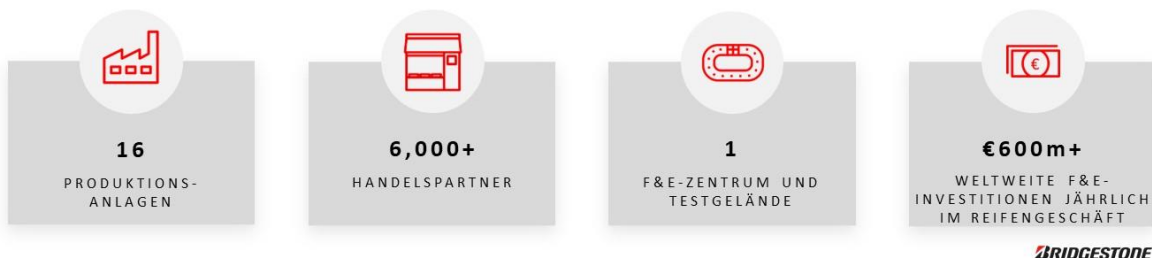 16
PRODUKTIONS-
ANLAGEN
6,000+
HANDELSPARTNER
1
F&E-ZENTRUM UND
TESTGELÄNDE
€
€600m+
WELTWEITE F&E-
INVESTITIONEN JÄHRLICH
IM REIFENGESCHÄFT
BRIDGESTONE